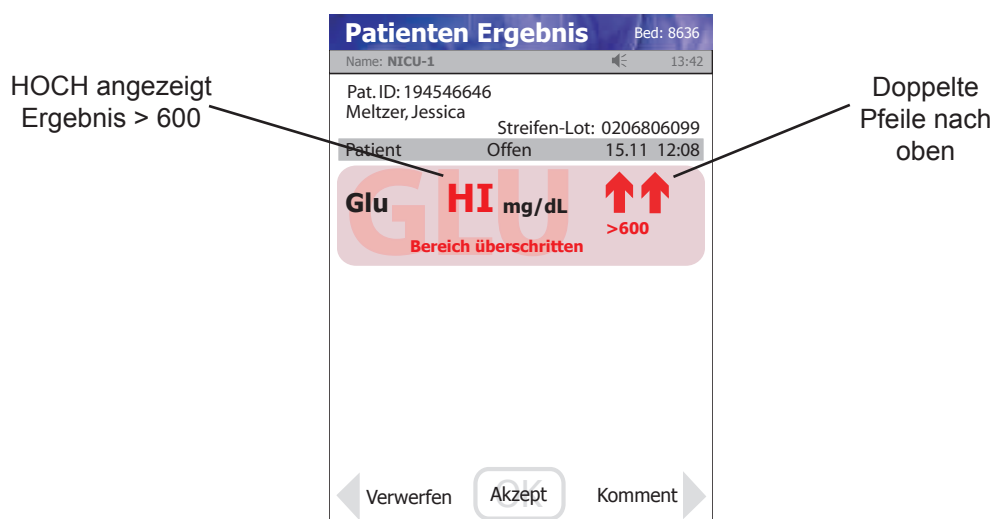 Patienten Ergebnis Bed: 8636
Name: NICU-1 13:42
HOCH angezeigt
Ergebnis > 600
Doppelte
Pfeile nach
oben
Pat. ID: 194546646
Meltzer, Jessica
Streifen-Lot: 0206806099
Patient Offen 15.11 12:08
GLU
Glu HI mg/dL
>600
Bereich überschritten
OK
Verwerfen Akzept Komment